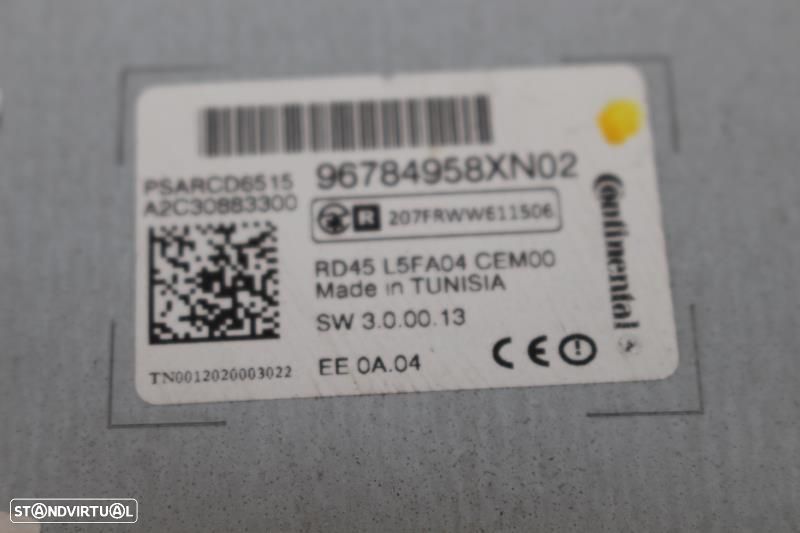 PSARCD6515
A2C30883300
96784958XN02
R 207FRWW611506
RD45 L5FA04 CEM00
Made in TUNISIA
SW 3.0.00.13
TN0012020003022
EE 0A.04
CE
Continental
STANDVIRTUAL